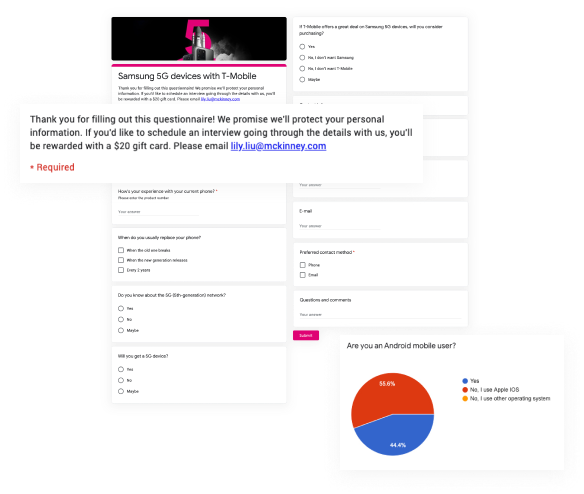 Samsung 5G devices with T-Mobile
Thank you for filling out this questionnaire! We promise we'll protect your personal
information. If you'd like to schedule an interview going through the details with us, you'll
be rewarded with a $20 gift card. Please email lily.liu@mckinney.com
Thank you for filling out this questionnaire! We promise we'll protect your personal
information. If you'd like to schedule an interview going through the details with us, you'll
be rewarded with a $20 gift card. Please email lily.liu@mckinney.com
* Required
How's your experience with your current phone? *
Please enter the product number
Your answer
When do you usually replace your phone?
When the old one breaks
When the new generation releases
Every 2 years
Do you know about the 5G (5th-generation) network?
Yes
No
Maybe
Will you get a 5G device?
Yes
No
Maybe
If T-Mobile offers a great deal on Samsung 5G devices, will you consider
purchasing?
Yes
No, I don't want Samsung
No, I don't want T-Mobile
Maybe
Your answer
E-mail
Your answer
Preferred contact method *
Phone
Email
Questions and comments
Your answer
Submit
Are you an Android mobile user?
55.6%
44.4%
Yes
No, I use Apple iOS
No, I use other operating system